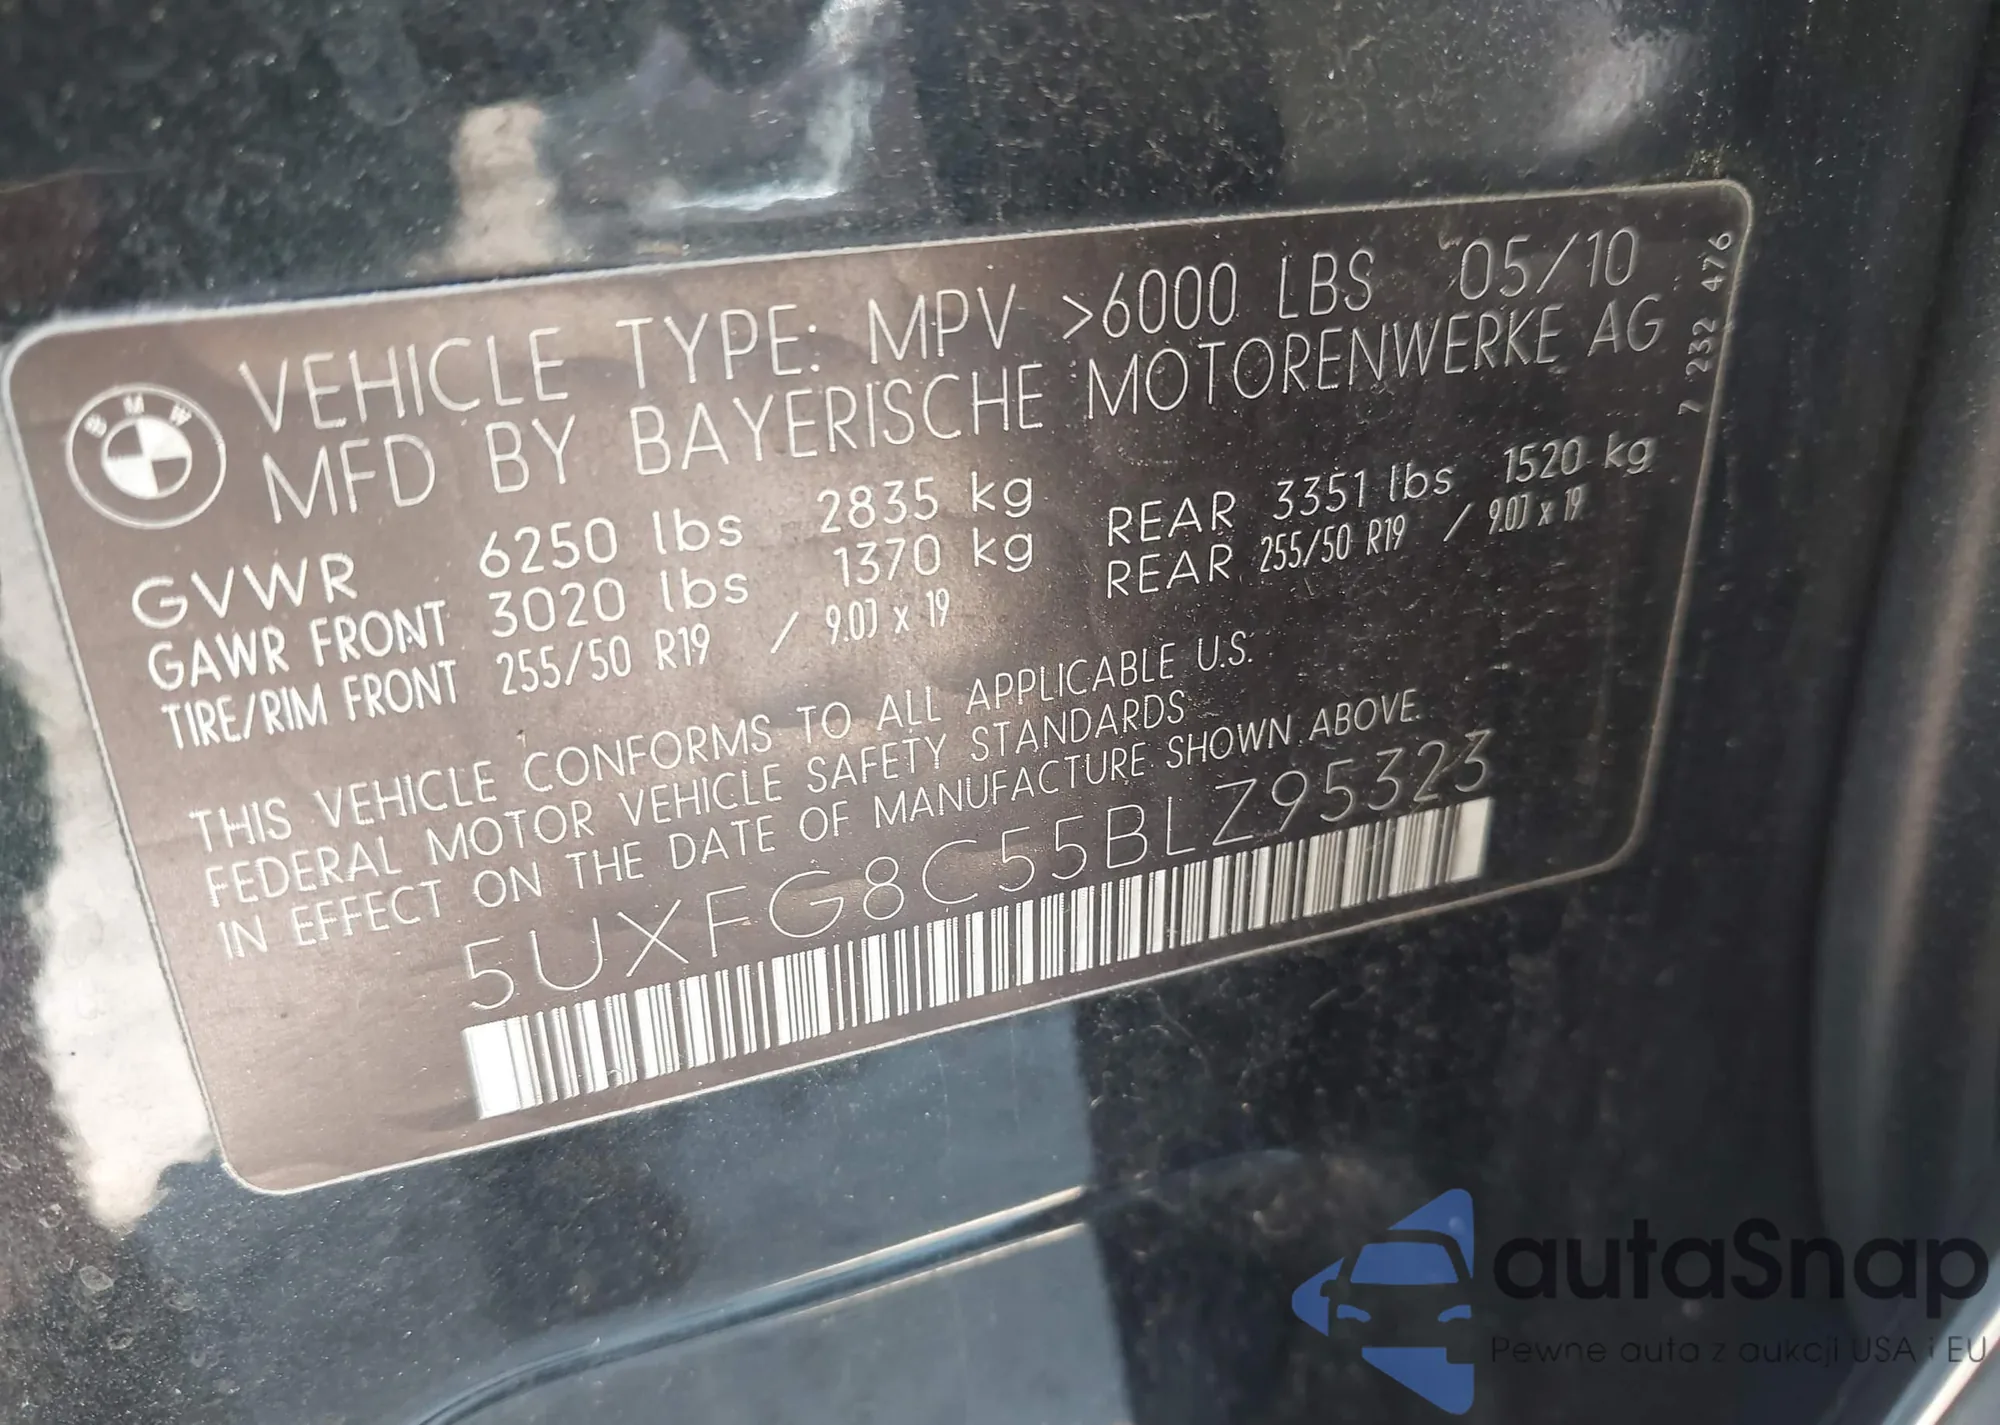 VEHICLE TYPE: MPV >6000 LBS 05/10
MFD BY BAYERISCHE MOTORENWERKE AG
7 232 476
BMW
GVWR 6250 lbs 2835 kg
GAWR FRONT 3020 lbs 1370 kg REAR 3351 lbs 1520 kg
TIRE/RIM FRONT 255/50 R19 / 9.0J x 19 REAR 255/50 R19 / 9.0J x 19
THIS VEHICLE CONFORMS TO ALL APPLICABLE U.S.
FEDERAL MOTOR VEHICLE SAFETY STANDARDS
IN EFFECT ON THE DATE OF MANUFACTURE SHOWN ABOVE.
5UXFG8C55BLZ95323
autaSnap
Pewne auta z aukcji USA i EU